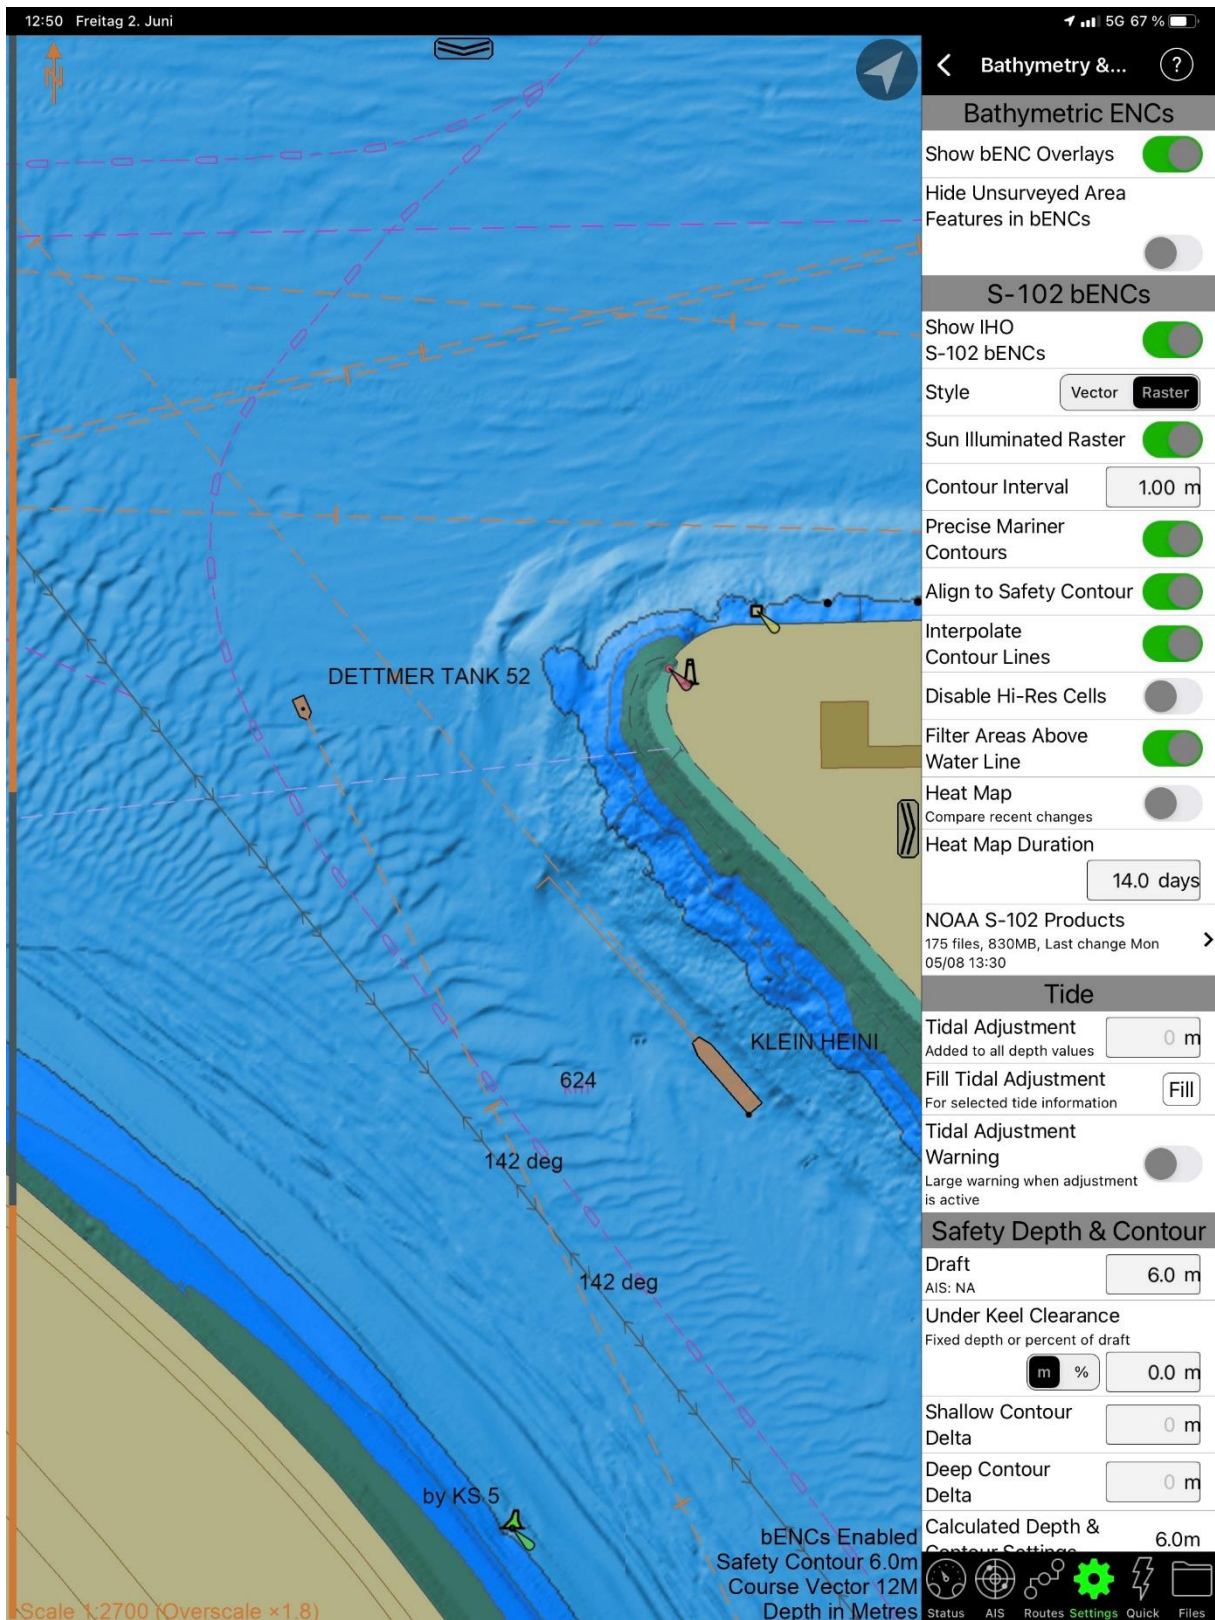 12:50 Freitag 2. Juni
5G 67 %
N
DETTMER TANK 52
KLEIN HEINI
624
km
142 deg
142 deg
by KS 5
bENCs Enabled
Safety Contour 6.0m
Course Vector 12M
Depth in Metres
Scale 1:2700 (Overscale ×1.8)
Bathymetry &...
?
Bathymetric ENCs
Show bENC Overlays
Hide Unsurveyed Area
Features in bENCs
S-102 bENCs
Show IHO
S-102 bENCs
Style Vector Raster
Sun Illuminated Raster
Contour Interval 1.00 m
Precise Mariner
Contours
Align to Safety Contour
Interpolate
Contour Lines
Disable Hi-Res Cells
Filter Areas Above
Water Line
Heat Map
Compare recent changes
Heat Map Duration
14.0 days
NOAA S-102 Products
175 files, 830MB, Last change Mon
05/08 13:30
Tide
Tidal Adjustment
Added to all depth values
0 m
Fill Tidal Adjustment
For selected tide information
Fill
Tidal Adjustment
Warning
Large warning when adjustment
is active
Safety Depth & Contour
Draft
AIS: NA
6.0 m
Under Keel Clearance
Fixed depth or percent of draft
m % 0.0 m
Shallow Contour
Delta
0 m
Deep Contour
Delta
0 m
Calculated Depth &
Contour Settings
6.0m
Status AIS Routes Settings Quick Files